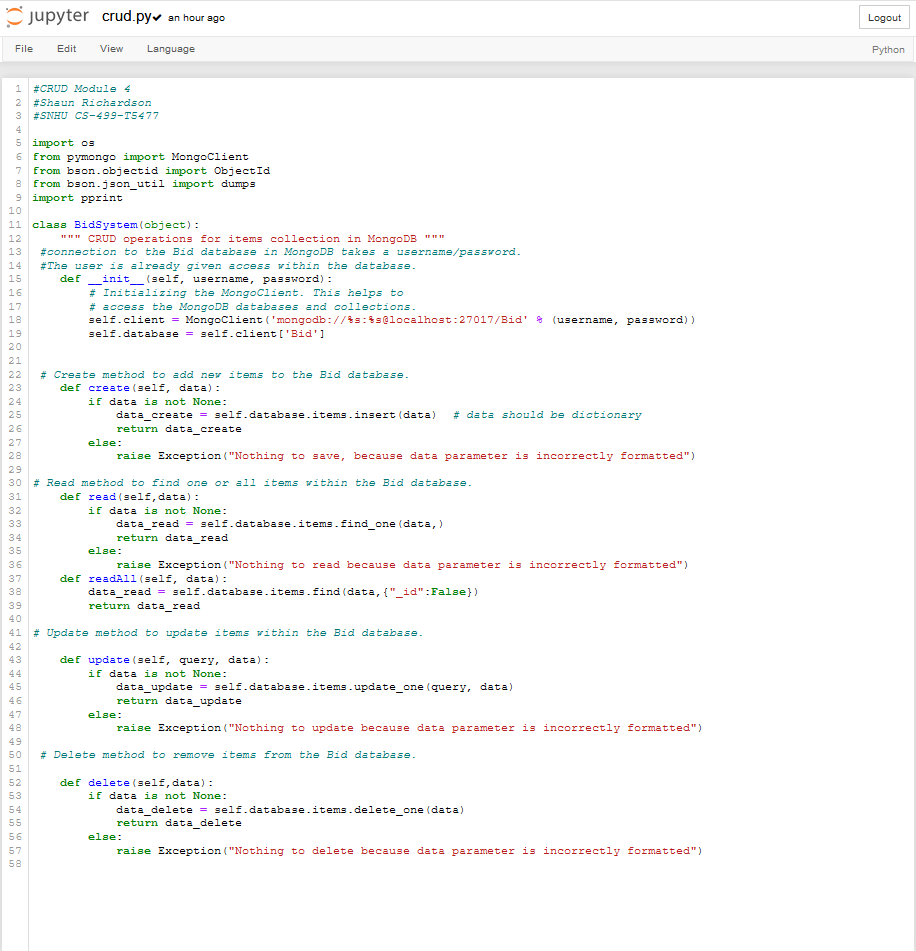 jupyter crud.py✔ an hour ago Logout
File Edit View Language Python
1 #CRUD Module 4
2 #Shaun Richardson
3 #SNHU CS-499-T5477
4
5 import os
6 from pymongo import MongoClient
7 from bson.objectid import ObjectId
8 from bson.json_util import dumps
9 import pprint
10
11 class BidSystem(object):
12     """ CRUD operations for items collection in MongoDB """
13  #connection to the Bid database in MongoDB takes a username/password.
14  #The user is already given access within the database.
15     def __init__(self, username, password):
16         # Initializing the MongoClient. This helps to
17         # access the MongoDB databases and collections.
18         self.client = MongoClient('mongodb://%s:%s@localhost:27017/Bid' % (username, password))
19         self.database = self.client['Bid']
20
21
22  # Create method to add new items to the Bid database.
23     def create(self, data):
24         if data is not None:
25             data_create = self.database.items.insert(data)  # data should be dictionary
26             return data_create
27         else:
28             raise Exception("Nothing to save, because data parameter is incorrectly formatted")
29
30 # Read method to find one or all items within the Bid database.
31     def read(self,data):
32         if data is not None:
33             data_read = self.database.items.find_one(data,)
34             return data_read
35         else:
36             raise Exception("Nothing to read because data parameter is incorrectly formatted")
37     def readAll(self, data):
38         data_read = self.database.items.find(data,{"_id":False})
39         return data_read
40
41 # Update method to update items within the Bid database.
42
43     def update(self, query, data):
44         if data is not None:
45             data_update = self.database.items.update_one(query, data)
46             return data_update
47         else:
48             raise Exception("Nothing to update because data parameter is incorrectly formatted")
49
50  # Delete method to remove items from the Bid database.
51
52     def delete(self,data):
53         if data is not None:
54             data_delete = self.database.items.delete_one(data)
55             return data_delete
56         else:
57             raise Exception("Nothing to delete because data parameter is incorrectly formatted")
58